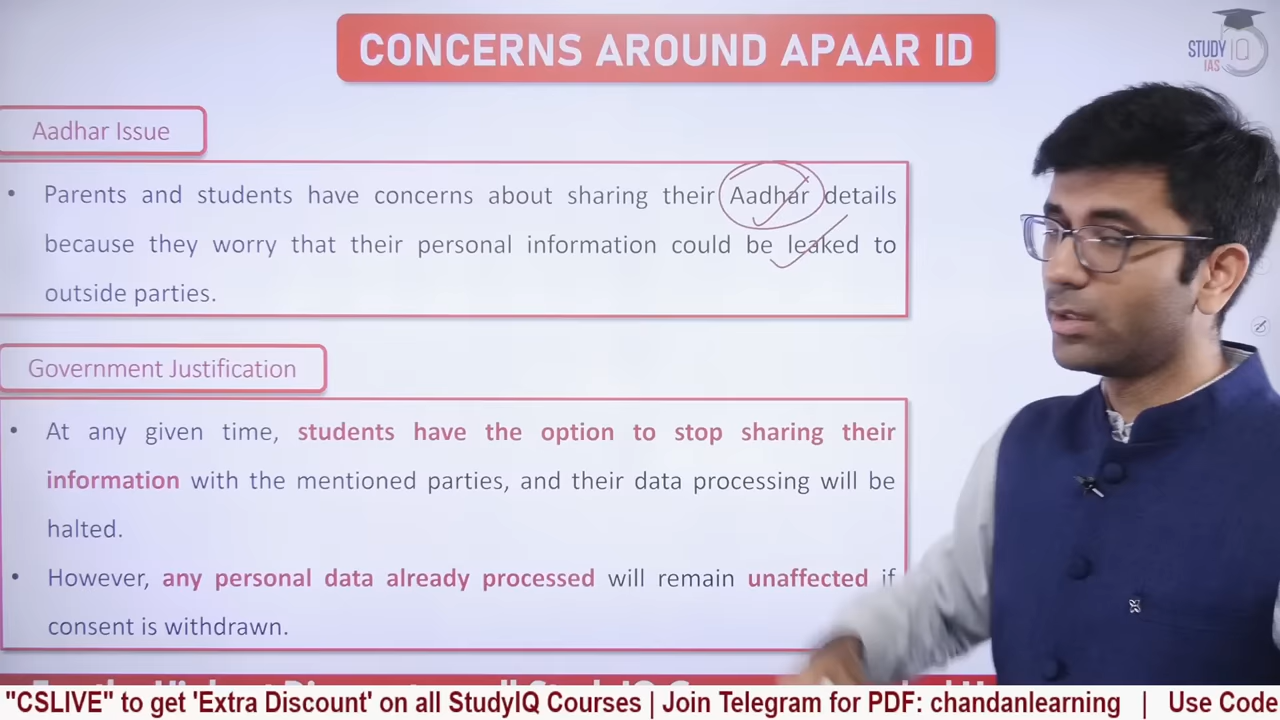 CONCERNS AROUND APAAR ID
STUDY IQ
IAS
Aadhar Issue
• Parents and students have concerns about sharing their Aadhar details
because they worry that their personal information could be leaked to
outside parties.
Government Justification
• At any given time, students have the option to stop sharing their
information with the mentioned parties, and their data processing will be
halted.
• However, any personal data already processed will remain unaffected if
consent is withdrawn.
"CSLIVE" to get 'Extra Discount' on all StudyIQ Courses | Join Telegram for PDF: chandanlearning | Use Code